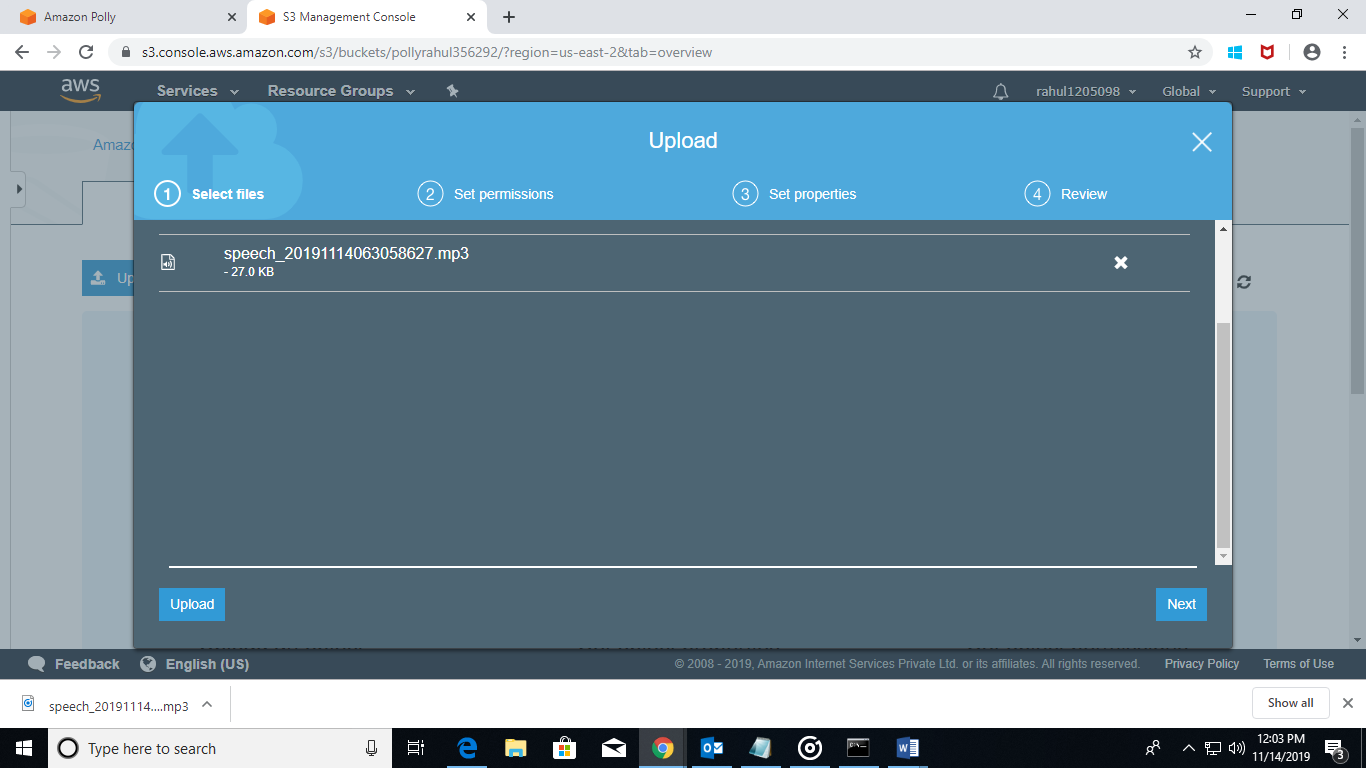 Amazon Polly
S3 Management Console
s3.console.aws.amazon.com/s3/buckets/pollyrahul356292/?region=us-east-2&tab=overview
aws
Services
Resource Groups
rahul1205098
Global
Support
Amazo
Upload
1 Select files
2 Set permissions
3 Set properties
4 Review
speech_20191114063058627.mp3
- 27.0 KB
Up
Upload
Next
Feedback
English (US)
© 2008 - 2019, Amazon Internet Services Private Ltd. or its affiliates. All rights reserved.
Privacy Policy
Terms of Use
speech_20191114....mp3
Show all
Type here to search
12:03 PM
11/14/2019
3